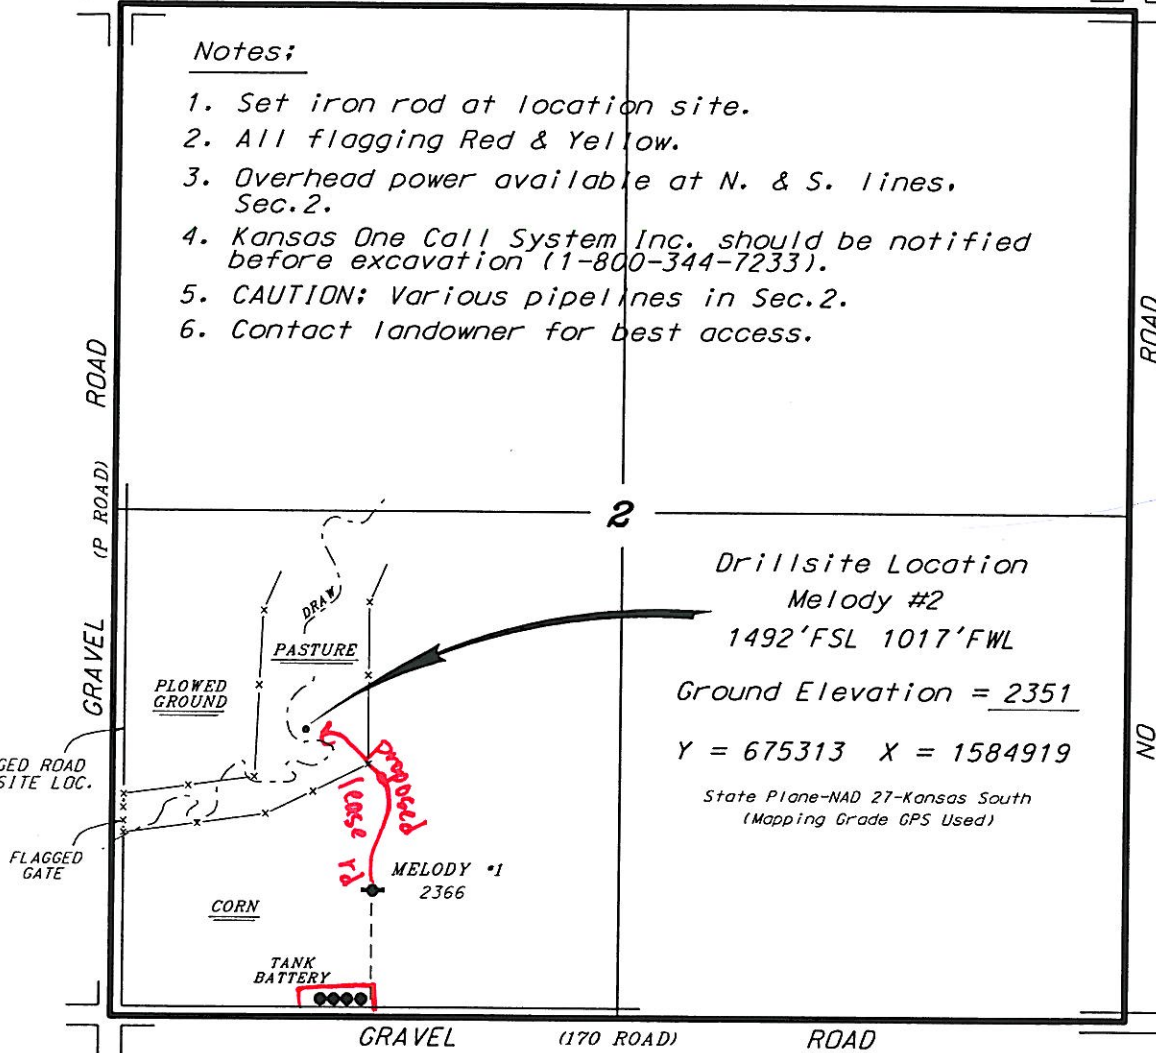 Notes:
1. Set iron rod at location site.
2. All flagging Red & Yellow.
3. Overhead power available at N. & S. lines,
Sec.2.
4. Kansas One Call System Inc. should be notified
before excavation (1-800-344-7233).
5. CAUTION: Various pipelines in Sec.2.
6. Contact landowner for best access.
ROAD
(P ROAD)
GRAVEL
ROAD
NO
2
Drillsite Location
Melody #2
1492'FSL 1017'FWL
Ground Elevation = 2351
Y = 675313 X = 1584919
State Plane-NAD 27-Kansas South
(Mapping Grade GPS Used)
DRAW
PASTURE
PLOWED
GROUND
GED ROAD
SITE LOC.
FLAGGED
GATE
proposed
lease rd
MELODY #1
2366
CORN
TANK
BATTERY
GRAVEL (170 ROAD) ROAD